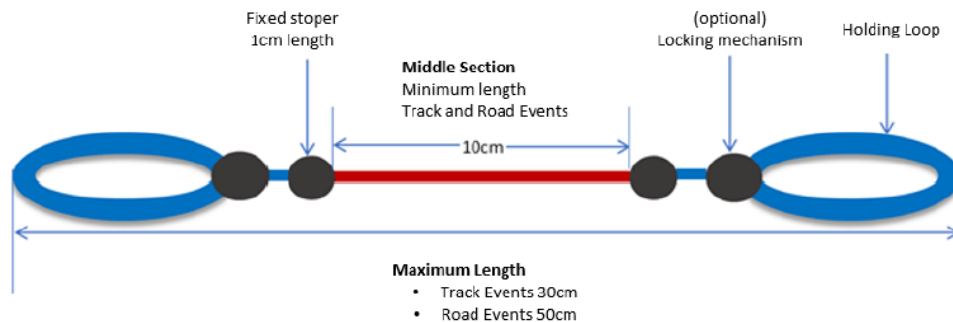 Fixed stoper
1cm length
(optional)
Locking mechanism
Holding Loop
Middle Section
Minimum length
Track and Road Events
10cm
Maximum Length
• Track Events 30cm
• Road Events 50cm